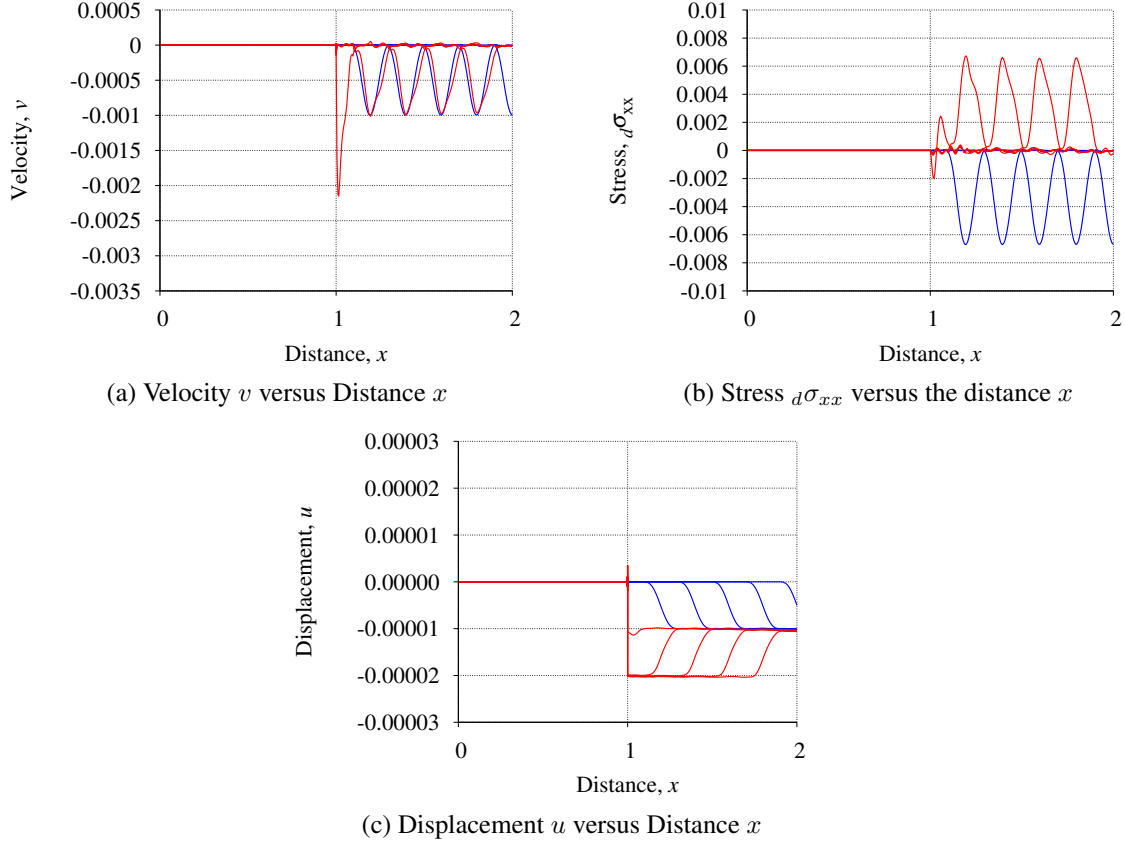 0.0005
0
-0.0005
-0.001
-0.0015
-0.002
-0.0025
-0.003
-0.0035
Velocity, v
0 1 2
Distance, x
(a) Velocity v versus Distance x
0.01
0.008
0.006
0.004
0.002
0
-0.002
-0.004
-0.006
-0.008
-0.01
Stress, dσxx
0 1 2
Distance, x
(b) Stress dσxx versus the distance x
0.00003
0.00002
0.00001
0.00000
-0.00001
-0.00002
-0.00003
Displacement, u
0 1 2
Distance, x
(c) Displacement u versus Distance x